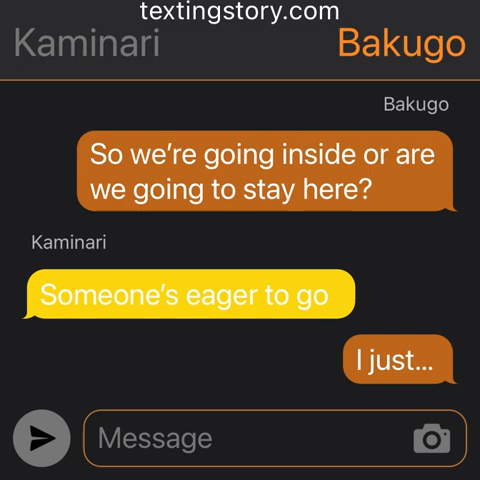 textingstory.com
Kaminari Bakugo
Bakugo
So we’re going inside or are
we going to stay here?
Kaminari
Someone’s eager to go
I just...
Message